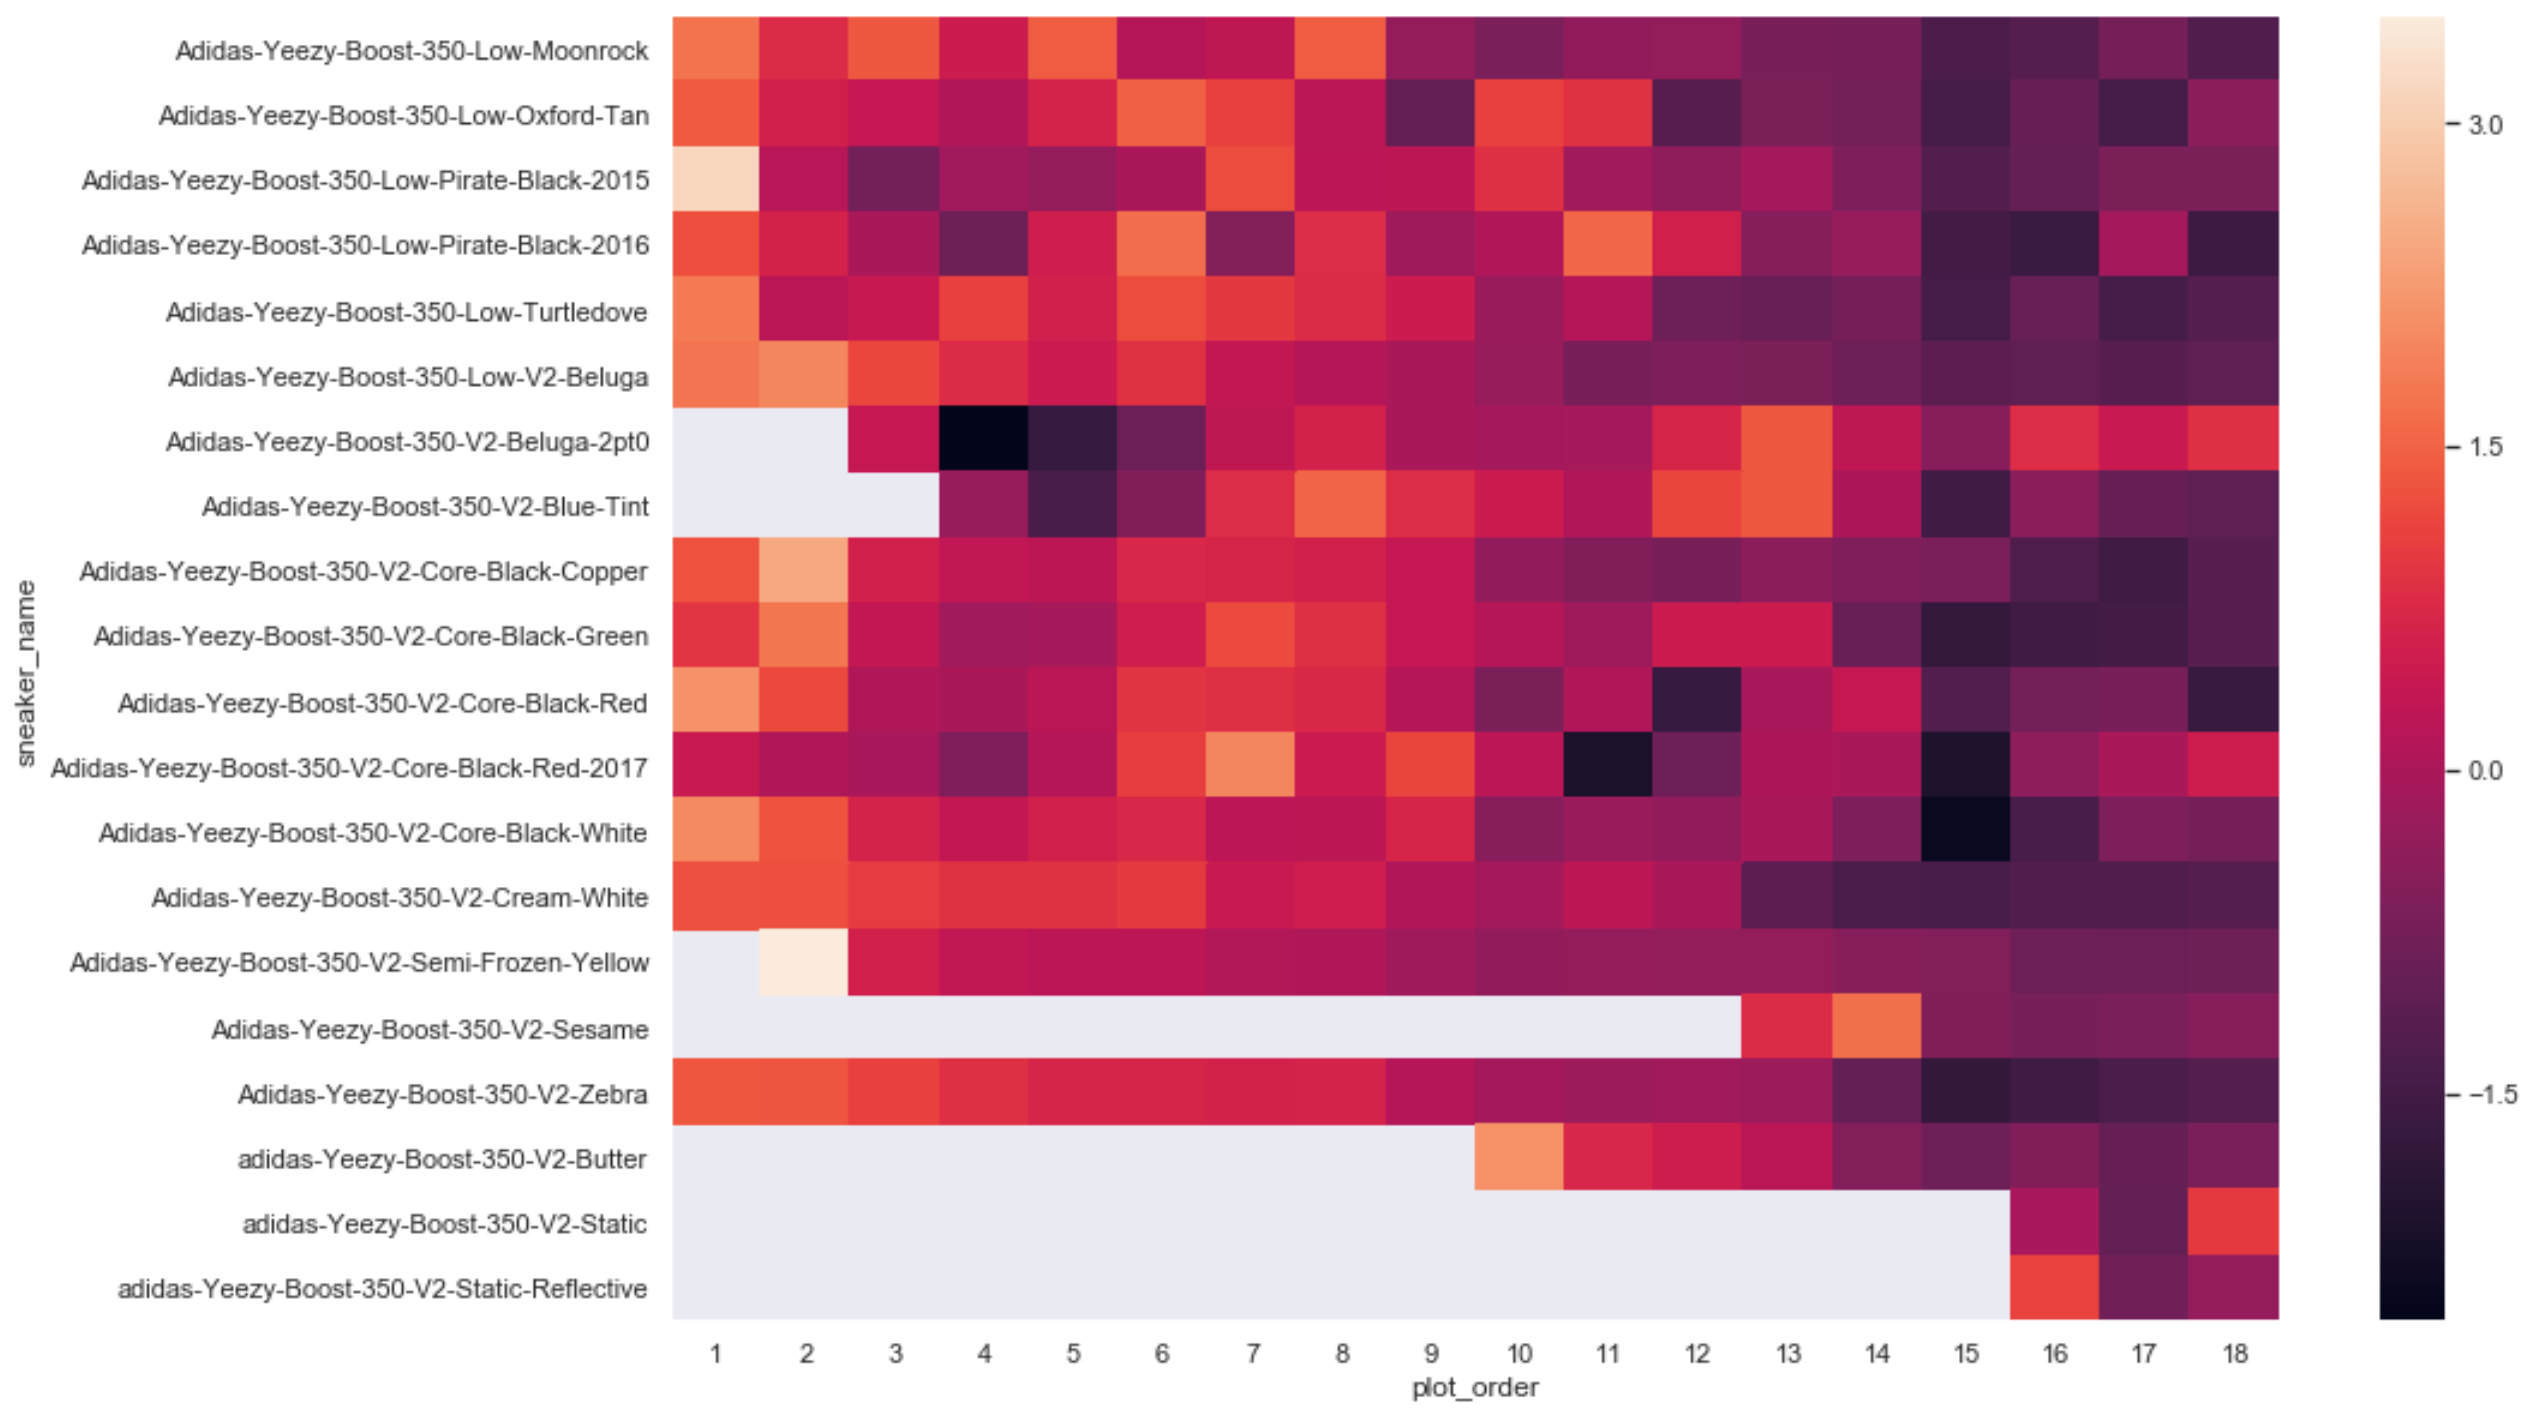 Adidas-Yeezy-Boost-350-Low-Moonrock
Adidas-Yeezy-Boost-350-Low-Oxford-Tan
Adidas-Yeezy-Boost-350-Low-Pirate-Black-2015
Adidas-Yeezy-Boost-350-Low-Pirate-Black-2016
Adidas-Yeezy-Boost-350-Low-Turtledove
Adidas-Yeezy-Boost-350-Low-V2-Beluga
Adidas-Yeezy-Boost-350-V2-Beluga-2pt0
Adidas-Yeezy-Boost-350-V2-Blue-Tint
Adidas-Yeezy-Boost-350-V2-Core-Black-Copper
Adidas-Yeezy-Boost-350-V2-Core-Black-Green
Adidas-Yeezy-Boost-350-V2-Core-Black-Red
Adidas-Yeezy-Boost-350-V2-Core-Black-Red-2017
Adidas-Yeezy-Boost-350-V2-Core-Black-White
Adidas-Yeezy-Boost-350-V2-Cream-White
Adidas-Yeezy-Boost-350-V2-Semi-Frozen-Yellow
Adidas-Yeezy-Boost-350-V2-Sesame
Adidas-Yeezy-Boost-350-V2-Zebra
adidas-Yeezy-Boost-350-V2-Butter
adidas-Yeezy-Boost-350-V2-Static
adidas-Yeezy-Boost-350-V2-Static-Reflective
sneaker_name
1 2 3 4 5 6 7 8 9 10 11 12 13 14 15 16 17 18
plot_order
3.0
1.5
0.0
−1.5